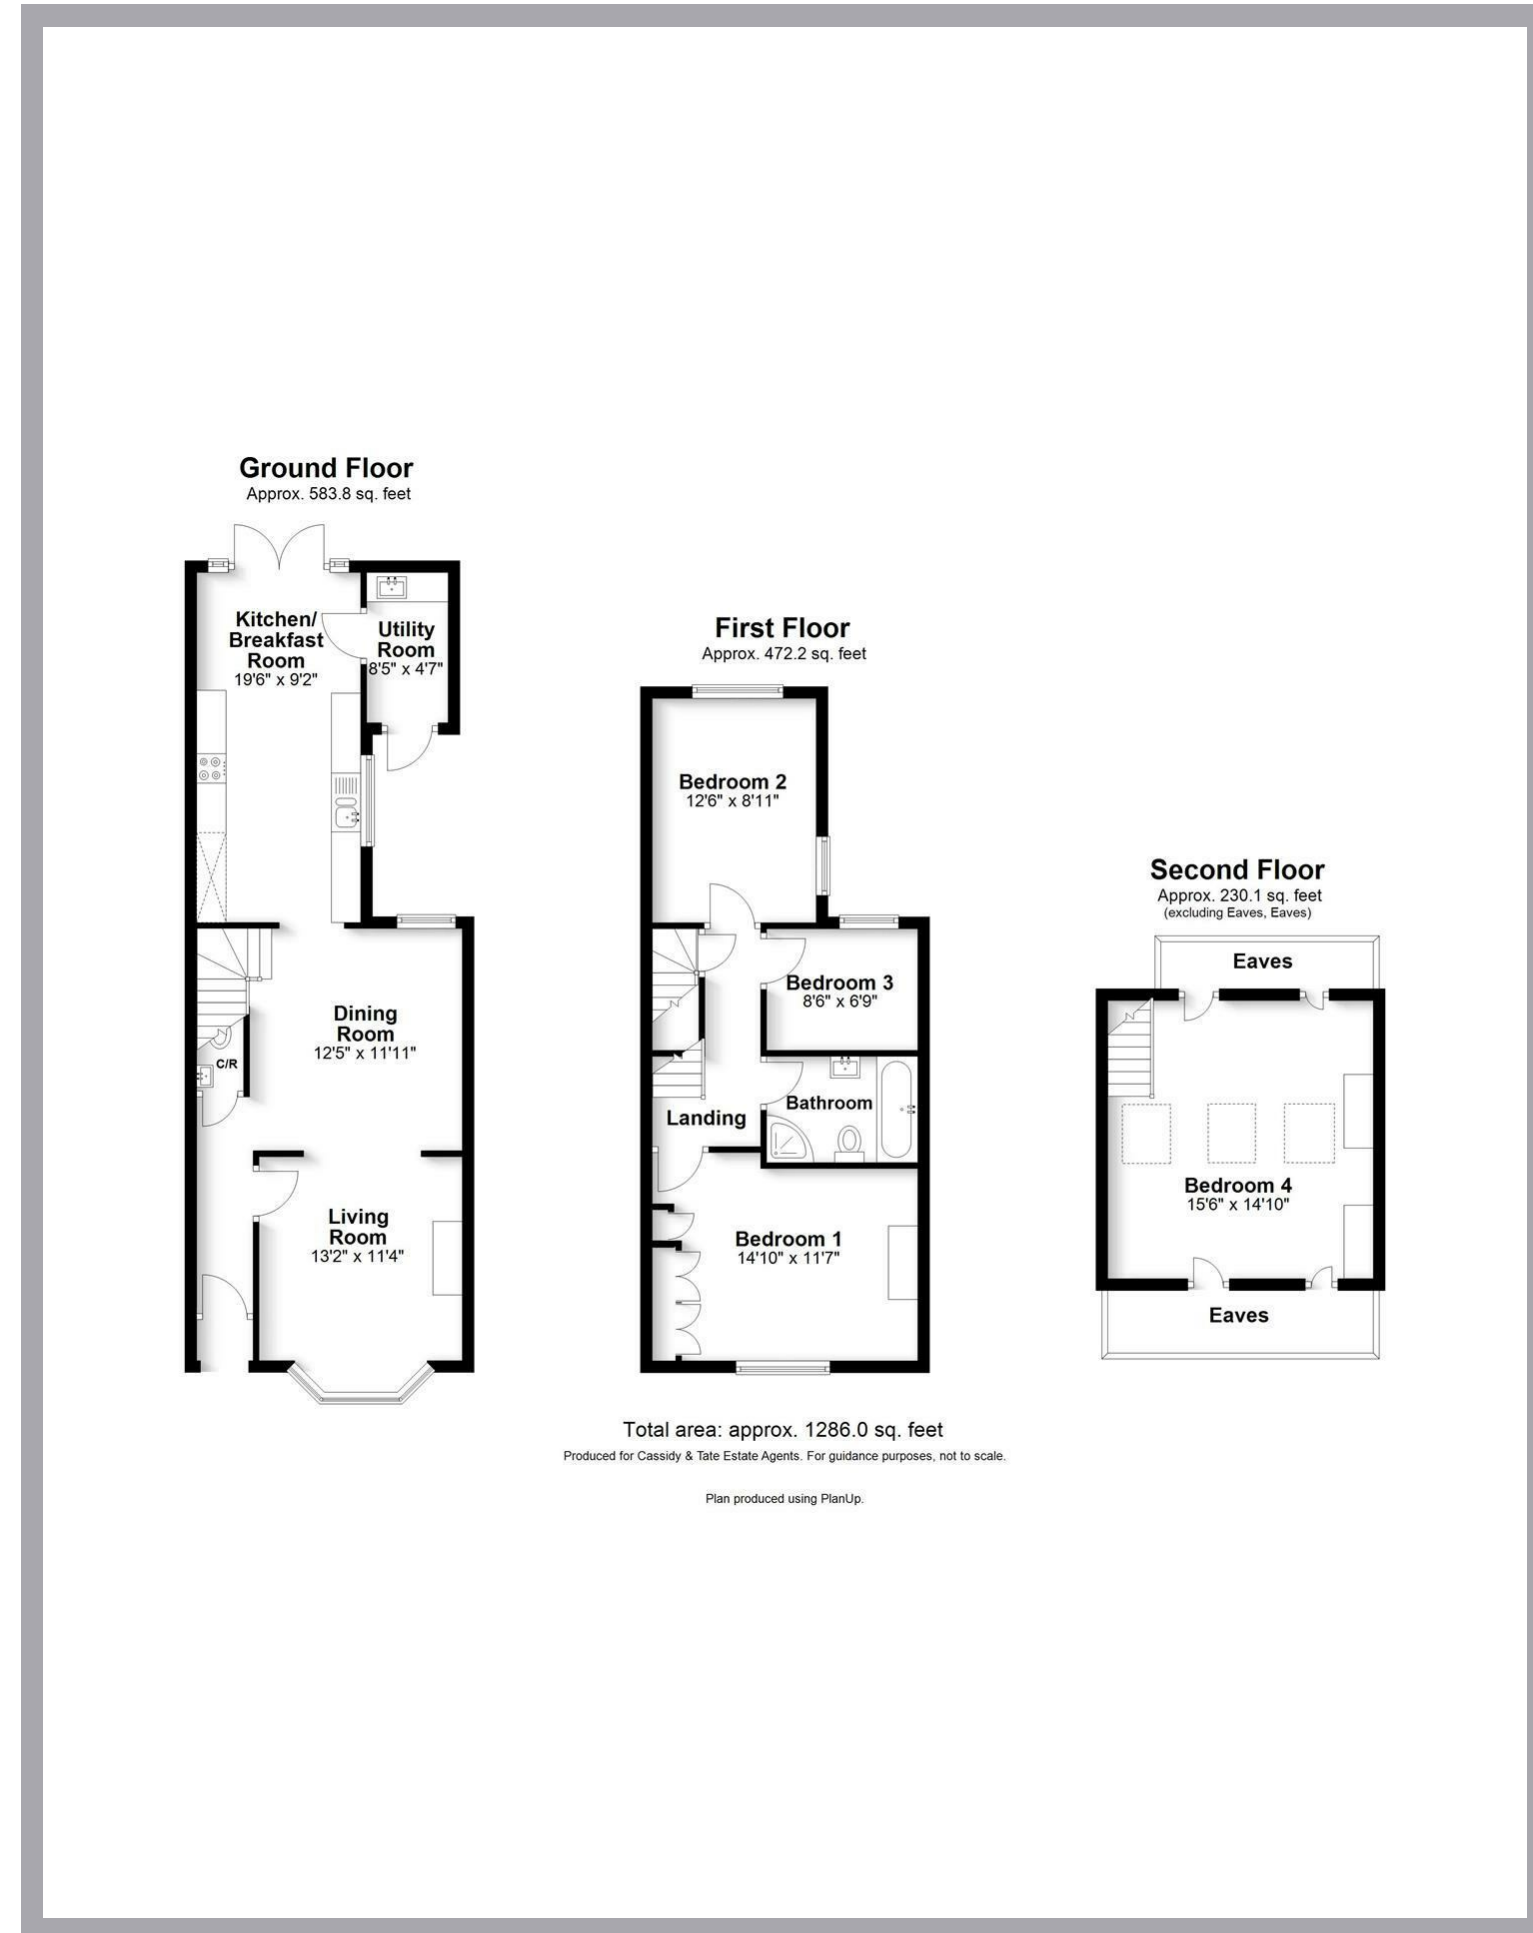 Ground Floor
Approx. 583.8 sq. feet
Kitchen/
Breakfast
Room
19'6" x 9'2"
Utility
Room
8'5" x 4'7"
Dining
Room
12'5" x 11'11"
C/R
Living
Room
13'2" x 11'4"
First Floor
Approx. 472.2 sq. feet
Bedroom 2
12'6" x 8'11"
Bedroom 3
8'6" x 6'9"
Bathroom
Landing
Bedroom 1
14'10" x 11'7"
Second Floor
Approx. 230.1 sq. feet
(excluding Eaves, Eaves)
Eaves
Bedroom 4
15'6" x 14'10"
Eaves
Total area: approx. 1286.0 sq. feet
Produced for Cassidy & Tate Estate Agents. For guidance purposes, not to scale.
Plan produced using PlanUp.